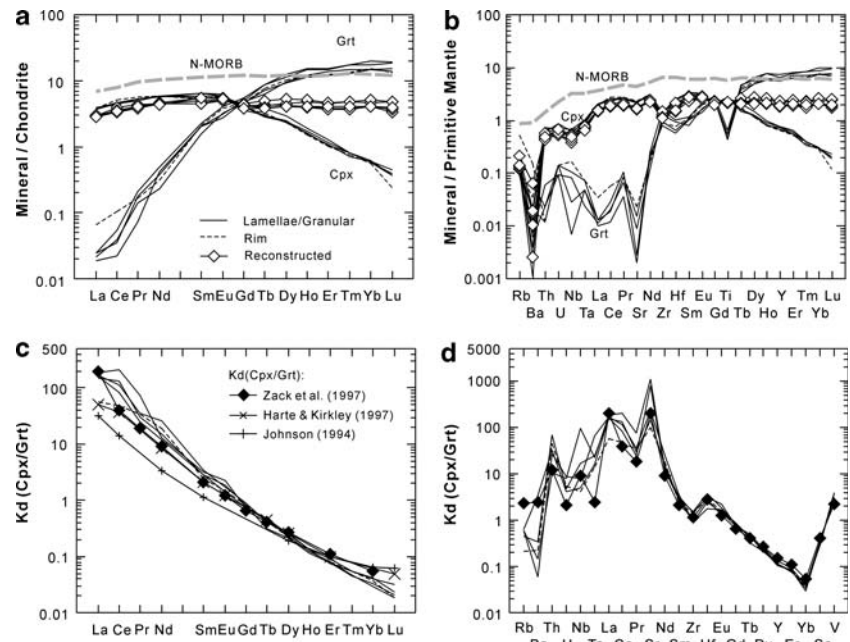 a
100
10
1
0.1
0.01
Mineral / Chondrite
Grt
N-MORB
Cpx
Lamellae/Granular
Rim
Reconstructed
La Ce Pr Nd SmEu Gd Tb Dy Ho Er Tm Yb Lu
b
100
10
1
0.1
0.01
0.001
Mineral / Primitive Mantle
N-MORB
Cpx
Grt
Rb Th Nb La Pr Nd Hf Eu Ti Dy Y Tm Lu
Ba U Ta Ce Sr Zr Sm Gd Tb Ho Er Yb
c
500
100
10
1
0.1
0.01
Kd (Cpx/Grt)
Kd(Cpx/Grt):
Zack et al. (1997)
Harte & Kirkley (1997)
Johnson (1994)
La Ce Pr Nd SmEu Gd Tb Dy Ho Er Tm Yb Lu
d
5000
1000
100
10
1
0.1
0.01
Kd (Cpx/Grt)
Rb Th Nb La Pr Nd Zr Eu Tb Y Yb V